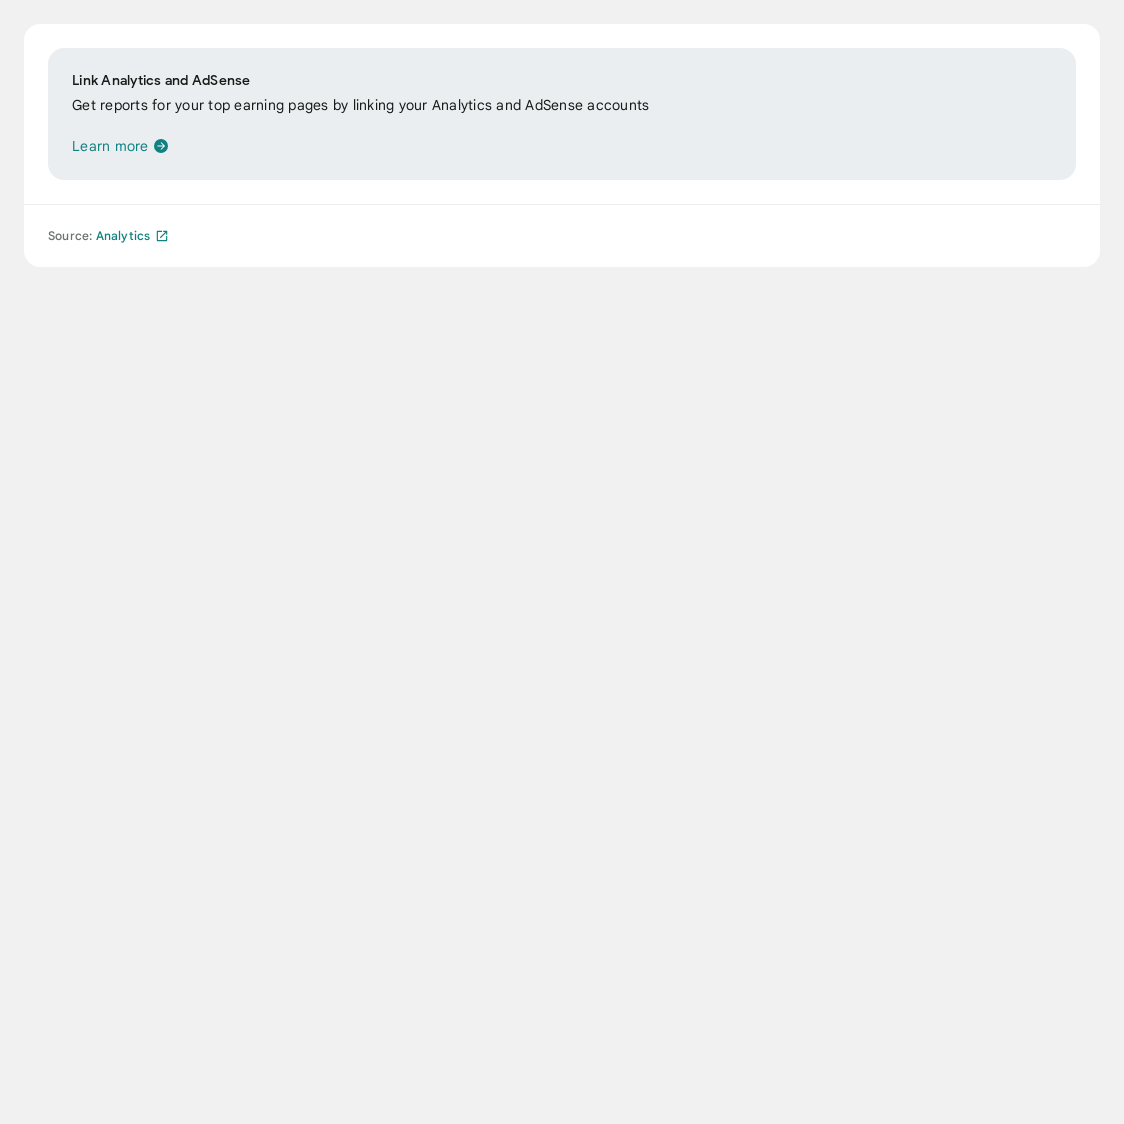 Link Analytics and AdSense
Get reports for your top earning pages by linking your Analytics and AdSense accounts
Learn more
Source: Analytics